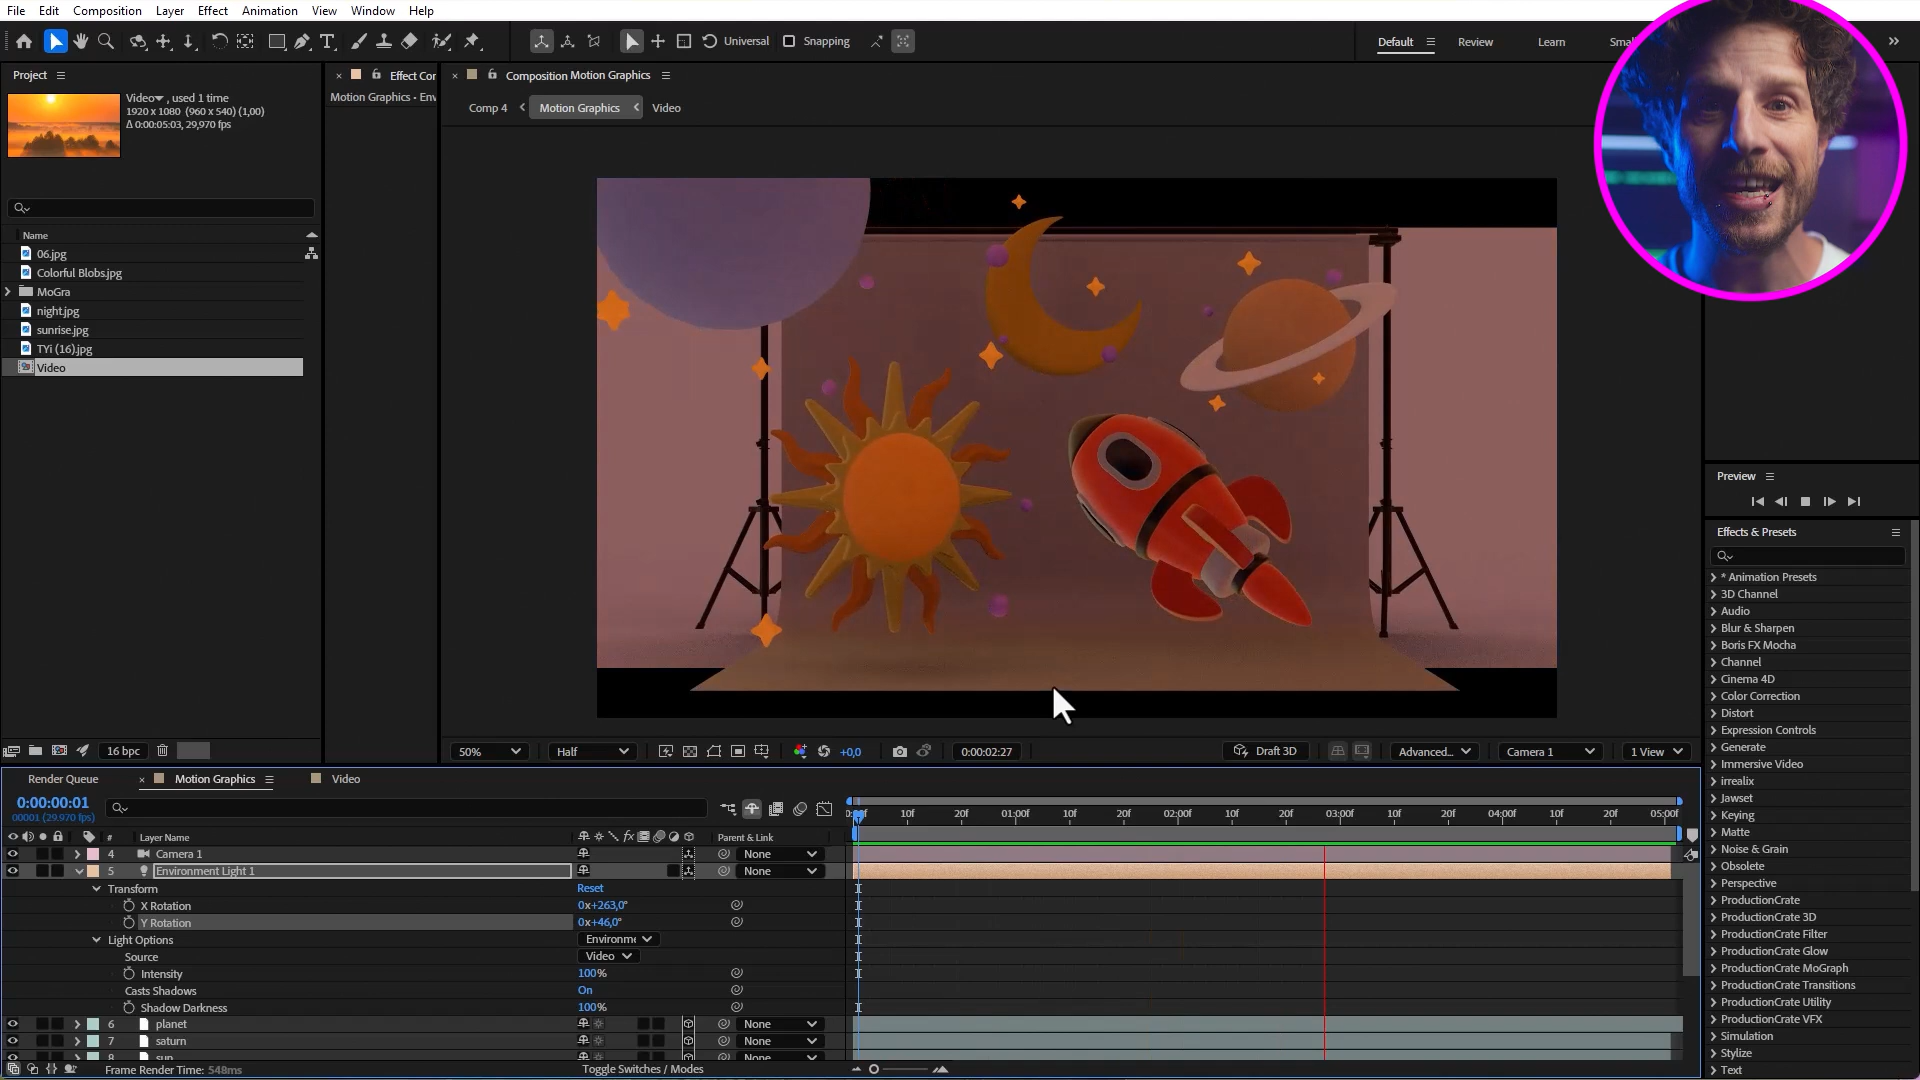 File Edit Composition Layer Effect Animation View Window Help
Universal Snapping Default Review Learn
Project
Video , used 1 time
1920 x 1080 (960 x 540) (1,00)
Δ 0:00:05:03, 29,970 fps
Name
06.jpg
Colorful Blobs.jpg
MoGra
night.jpg
sunrise.jpg
TYi (16).jpg
Video
16 bpc
Effect Cor
Motion Graphics • Env
Composition Motion Graphics
Comp 4 Motion Graphics Video
50% Half +0,0 0:00:02:27 Draft 3D Advanced... Camera 1 1 View
Preview
Effects & Presets
* Animation Presets
3D Channel
Audio
Blur & Sharpen
Boris FX Mocha
Channel
Cinema 4D
Color Correction
Distort
Expression Controls
Generate
Immersive Video
irrealix
Jawset
Keying
Matte
Noise & Grain
Obsolete
Perspective
ProductionCrate
ProductionCrate 3D
ProductionCrate Filter
ProductionCrate Glow
ProductionCrate MoGraph
ProductionCrate Transitions
ProductionCrate Utility
ProductionCrate VFX
Simulation
Stylize
Text
Render Queue Motion Graphics Video
0:00:00:01
00001 (29.970 fps)
10f 20f 01:00f 10f 20f 02:00f 10f 20f 03:00f 10f 20f 04:00f 10f 20f 05:00f
# Layer Name Parent & Link
4 Camera 1 None
5 Environment Light 1 None
Transform Reset
X Rotation 0x+263,0°
Y Rotation 0x+46,0°
Light Options Environme
Source Video
Intensity 100%
Casts Shadows On
Shadow Darkness 100%
6 planet None
7 saturn None
8 sun None
Frame Render Time: 548ms Toggle Switches / Modes